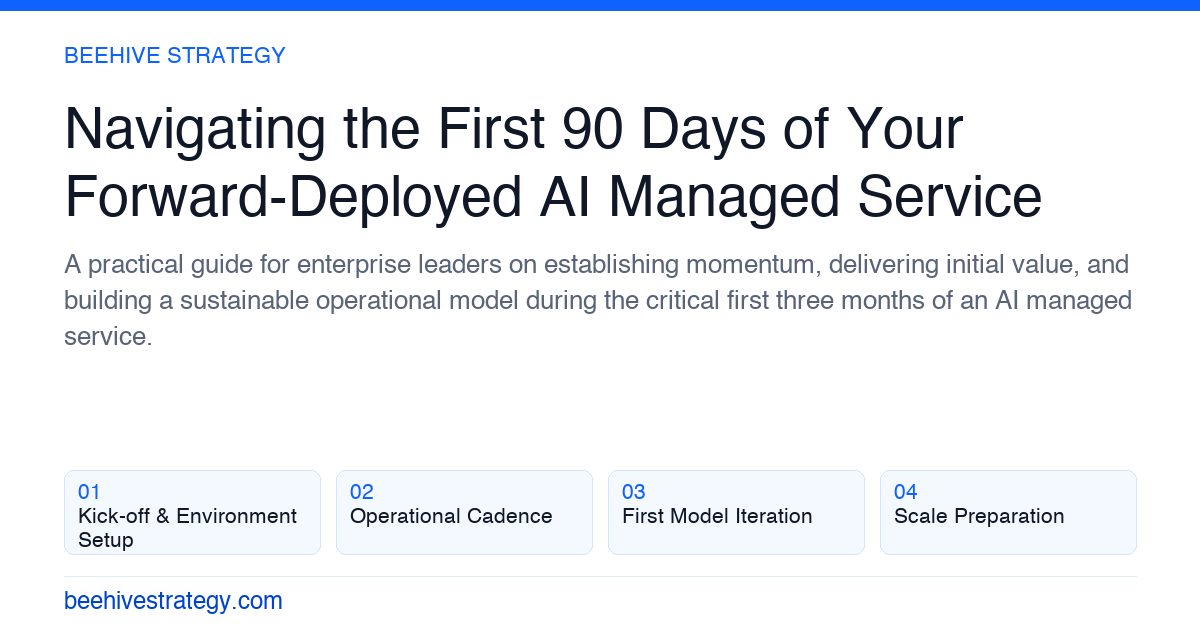 BEEHIVE STRATEGY
Navigating the First 90 Days of Your
Forward-Deployed AI Managed Service
A practical guide for enterprise leaders on establishing momentum, delivering initial value, and
building a sustainable operational model during the critical first three months of an AI managed
service.
01
Kick-off & Environment
Setup
02
Operational Cadence
03
First Model Iteration
04
Scale Preparation
beehivestrategy.com